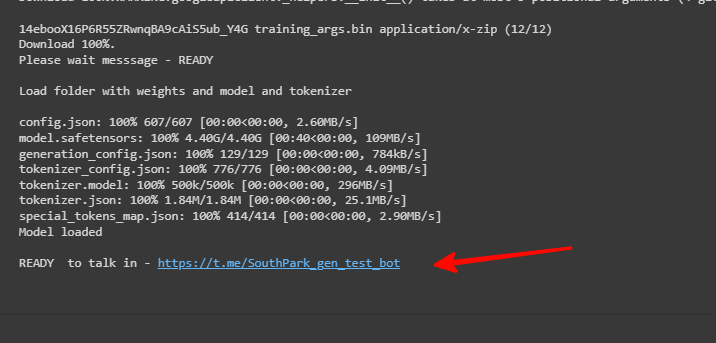 14ebooX16P6R55ZRwnqBA9cAiS5ub_Y4G training_args.bin application/x-zip (12/12)
Download 100%.
Please wait messsage - READY
Load folder with weights and model and tokenizer
config.json: 100% 607/607 [00:00<00:00, 2.60MB/s]
model.safetensors: 100% 4.40G/4.40G [00:40<00:00, 109MB/s]
generation_config.json: 100% 129/129 [00:00<00:00, 784kB/s]
tokenizer_config.json: 100% 776/776 [00:00<00:00, 4.09MB/s]
tokenizer.model: 100% 500k/500k [00:00<00:00, 296MB/s]
tokenizer.json: 100% 1.84M/1.84M [00:00<00:00, 25.1MB/s]
special_tokens_map.json: 100% 414/414 [00:00<00:00, 2.90MB/s]
Model loaded
READY  to talk in - https://t.me/SouthPark_gen_test_bot